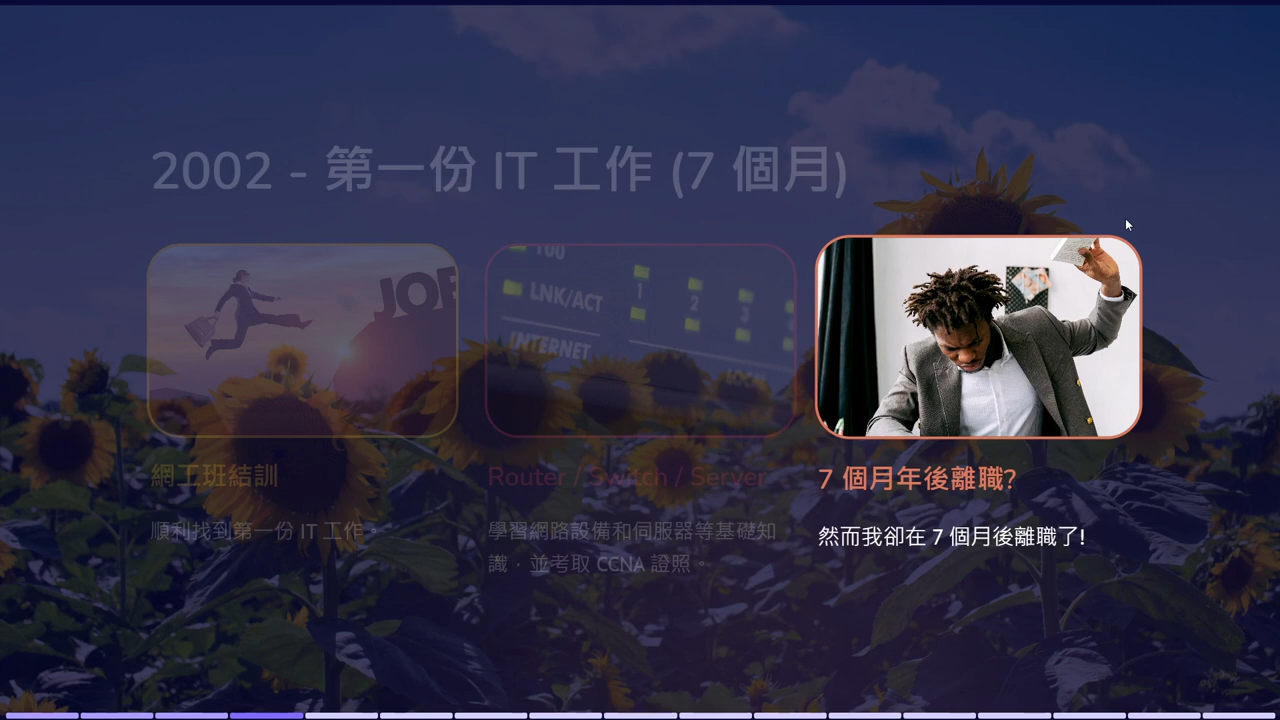 2002 - 第一份 IT 工作 (7 個月)
JOB
100
LNK/ACT
1 2 3
INTERNET
網工班結訓
順利找到第一份 IT 工作。
Router / Switch / Server
學習網路設備和伺服器等基礎知
識，並考取 CCNA 證照。
7 個月年後離職?
然而我卻在 7 個月後離職了!